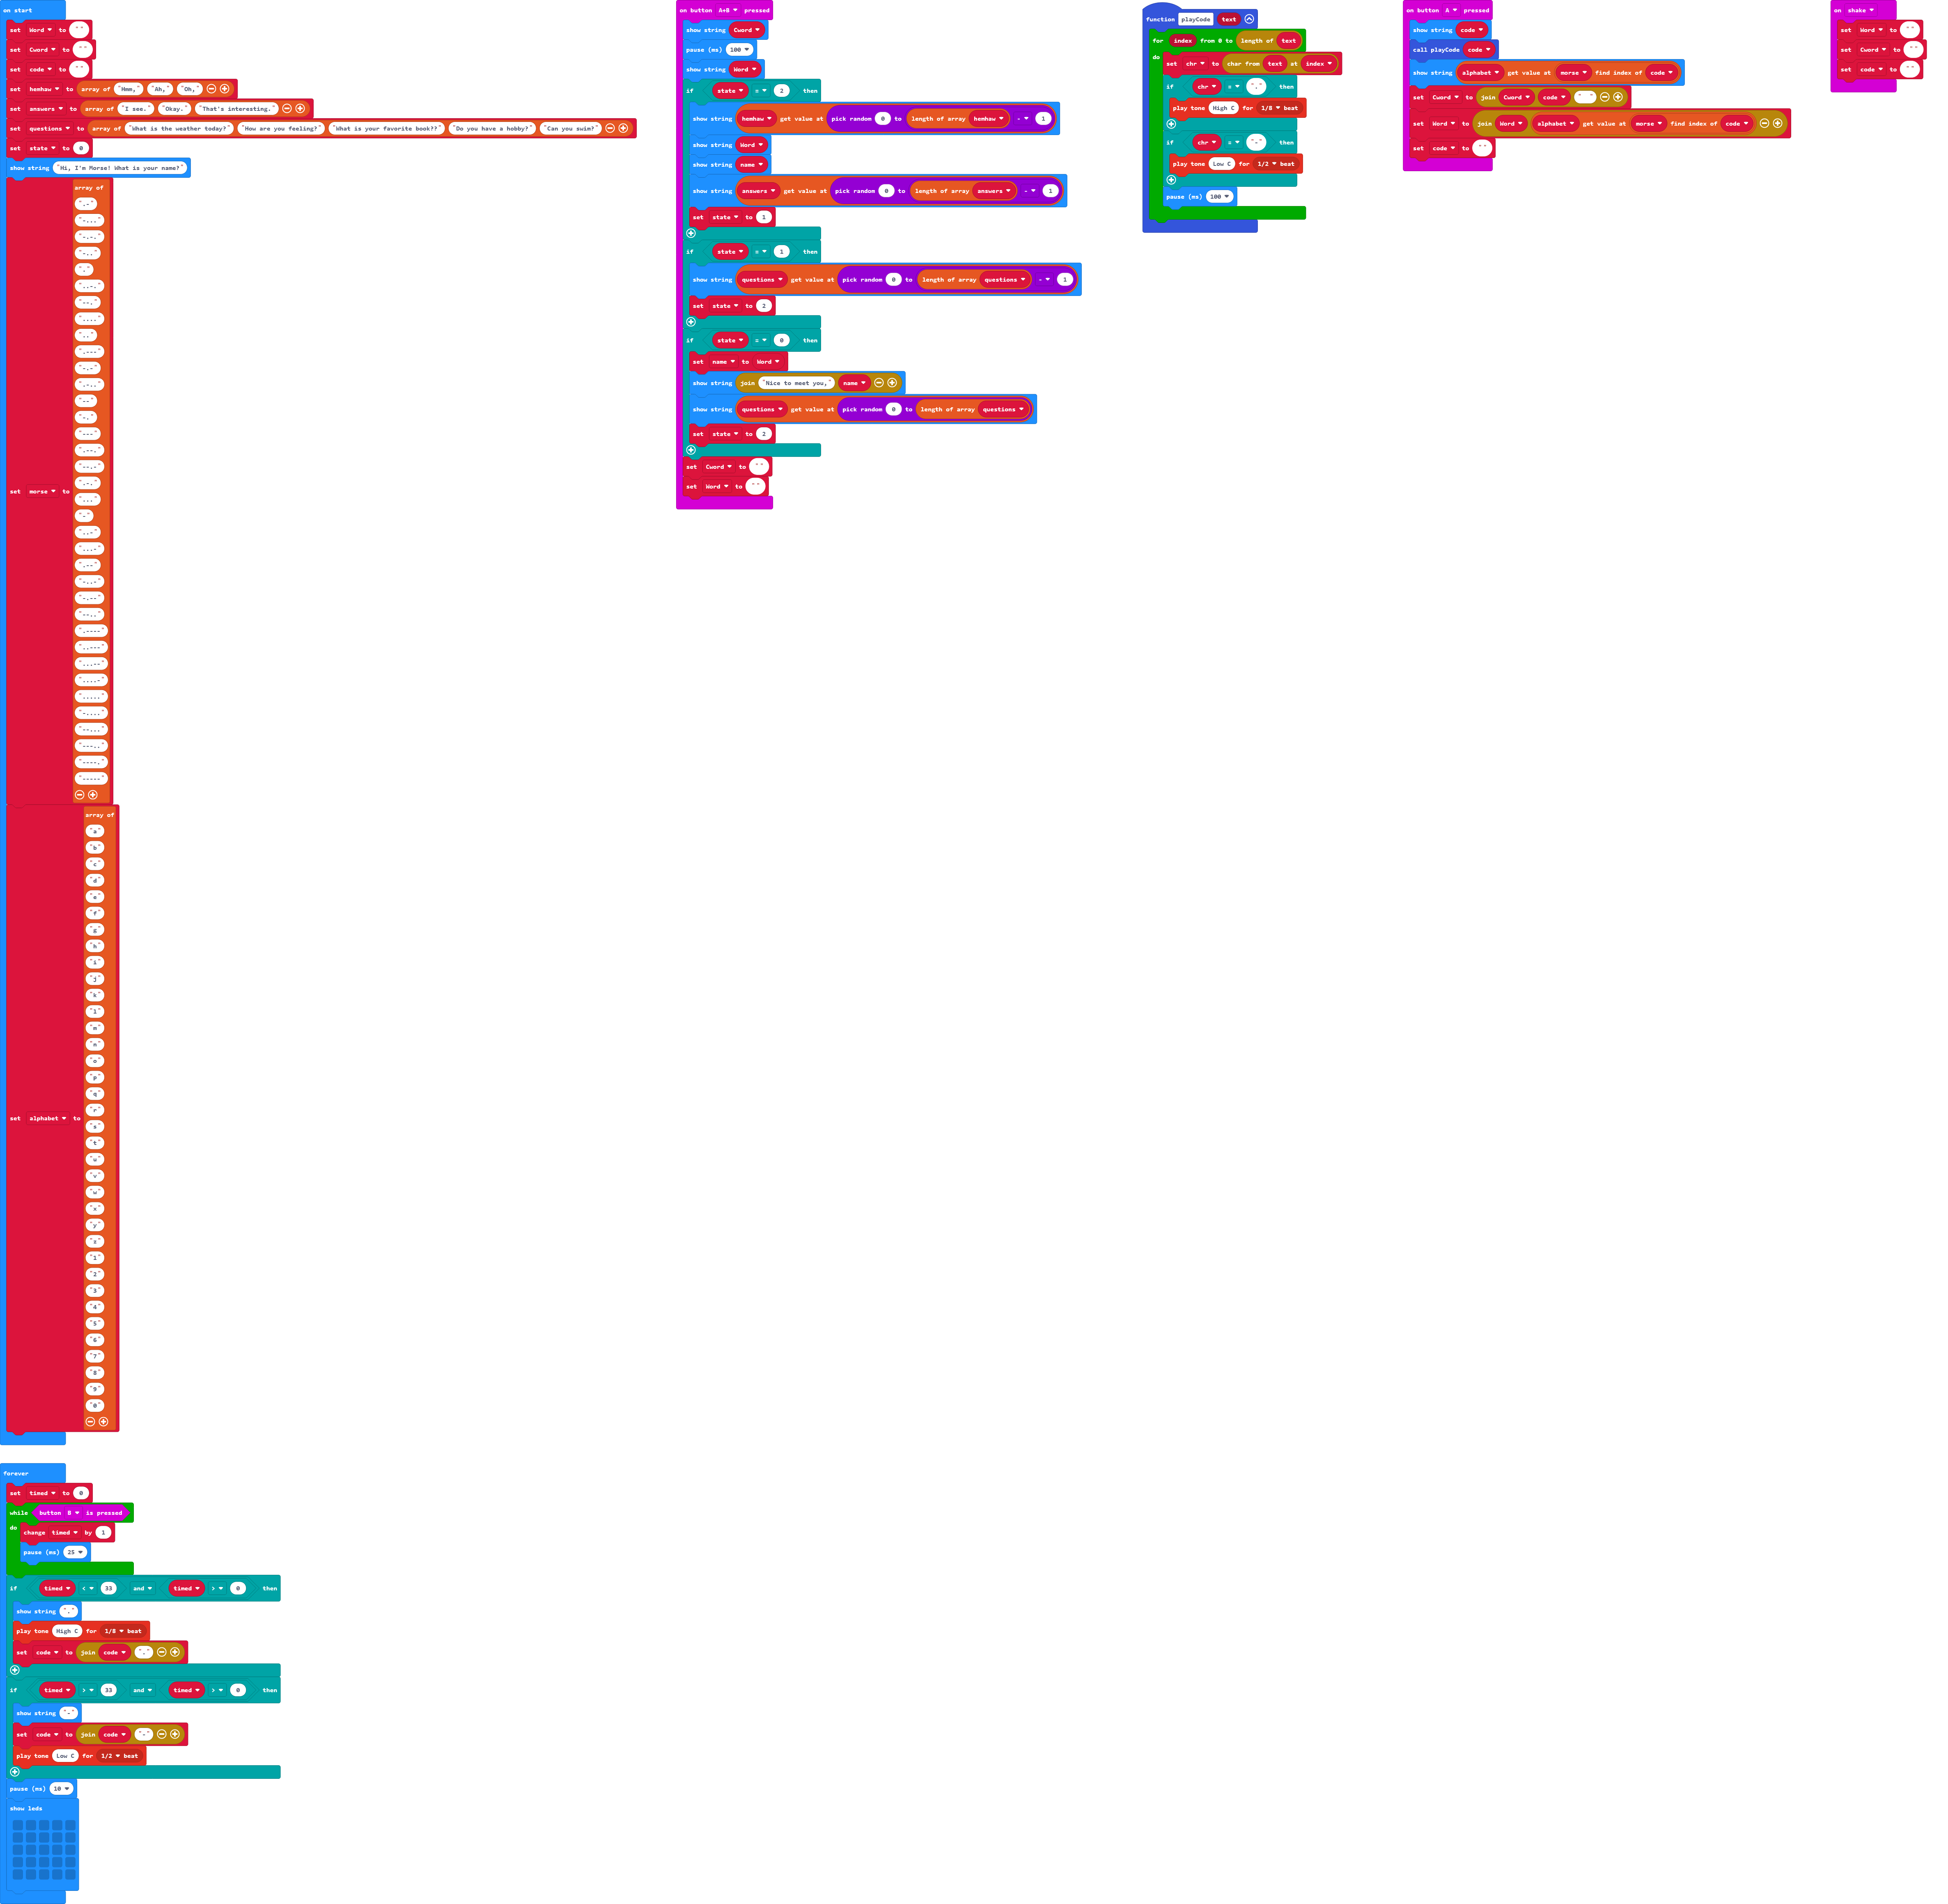 on start
set Word to " "
set Cword to " "
set code to " "
set hemhaw to array of "Hmm," "Ah," "Oh,"
set answers to array of "I see." "Okay." "That's interesting."
set questions to array of "What is the weather today?" "How are you feeling?" "What is your favorite book??" "Do you have a hobby?" "Can you swim?"
set state to 0
show string "Hi, I'm Morse! What is your name?"
set morse to array of
".-"
"-..."
"-.-."
"-.."
"."
"..-."
"--."
"...."
".."
".---"
"-.-"
".-.."
"--"
"-."
"---"
".--."
"--.-"
".-."
"..."
"-"
"..-"
"...-"
".--"
"-..-"
"-.--"
"--.."
".----"
"..---"
"...--"
"....-"
"....."
"-...."
"--..."
"---.."
"----."
"-----"
set alphabet to array of
"a"
"b"
"c"
"d"
"e"
"f"
"g"
"h"
"i"
"j"
"k"
"l"
"m"
"n"
"o"
"p"
"q"
"r"
"s"
"t"
"u"
"v"
"w"
"x"
"y"
"z"
"1"
"2"
"3"
"4"
"5"
"6"
"7"
"8"
"9"
"0"
forever
set timed to 0
while button B is pressed
do
change timed by 1
pause (ms) 25
if timed < 33 and timed > 0 then
show string "."
play tone High C for 1/8 beat
set code to join code "."
if timed > 33 and timed > 0 then
show string "-"
set code to join code "-"
play tone Low C for 1/2 beat
pause (ms) 10
show leds
on button A+B pressed
show string Cword
pause (ms) 100
show string Word
if state = 2 then
show string hemhaw get value at pick random 0 to length of array hemhaw - 1
show string Word
show string name
show string answers get value at pick random 0 to length of array answers - 1
set state to 1
if state = 1 then
show string questions get value at pick random 0 to length of array questions - 1
set state to 2
if state = 0 then
set name to Word
show string join "Nice to meet you," name
show string questions get value at pick random 0 to length of array questions
set state to 2
set Cword to " "
set Word to " "
function playCode text
for index from 0 to length of text
do
set chr to char from text at index
if chr = "." then
play tone High C for 1/8 beat
if chr = "-" then
play tone Low C for 1/2 beat
pause (ms) 100
on button A pressed
show string code
call playCode code
show string alphabet get value at morse find index of code
set Cword to join Cword code " "
set Word to join Word alphabet get value at morse find index of code
set code to " "
on shake
set Word to " "
set Cword to " "
set code to " "